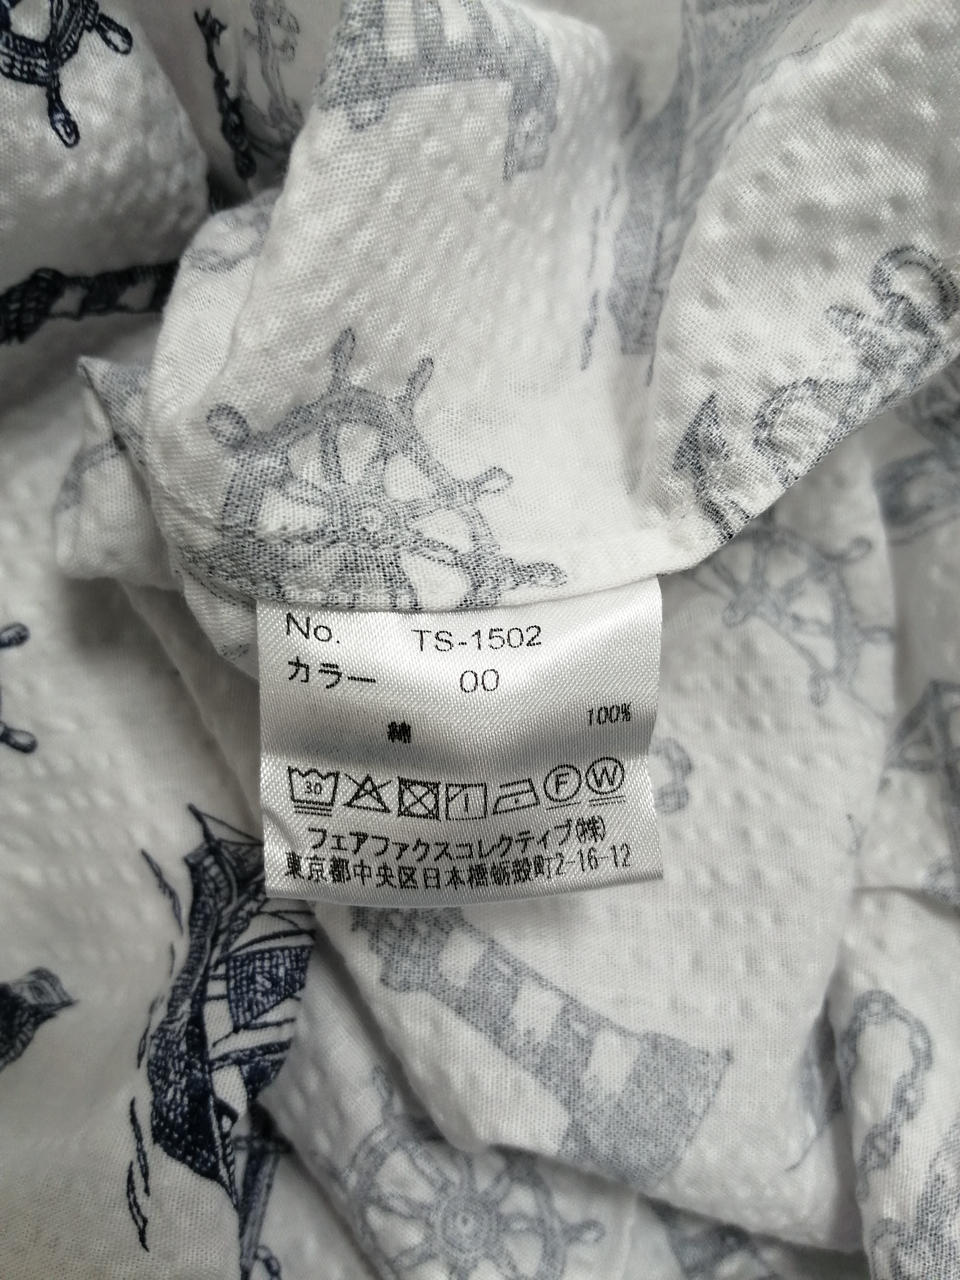 No. TS-1502
カラー 00
綿 100%
30 F W
フェアファクスコレクティブ(株)
東京都中央区日本橋蛎殻町2-16-12